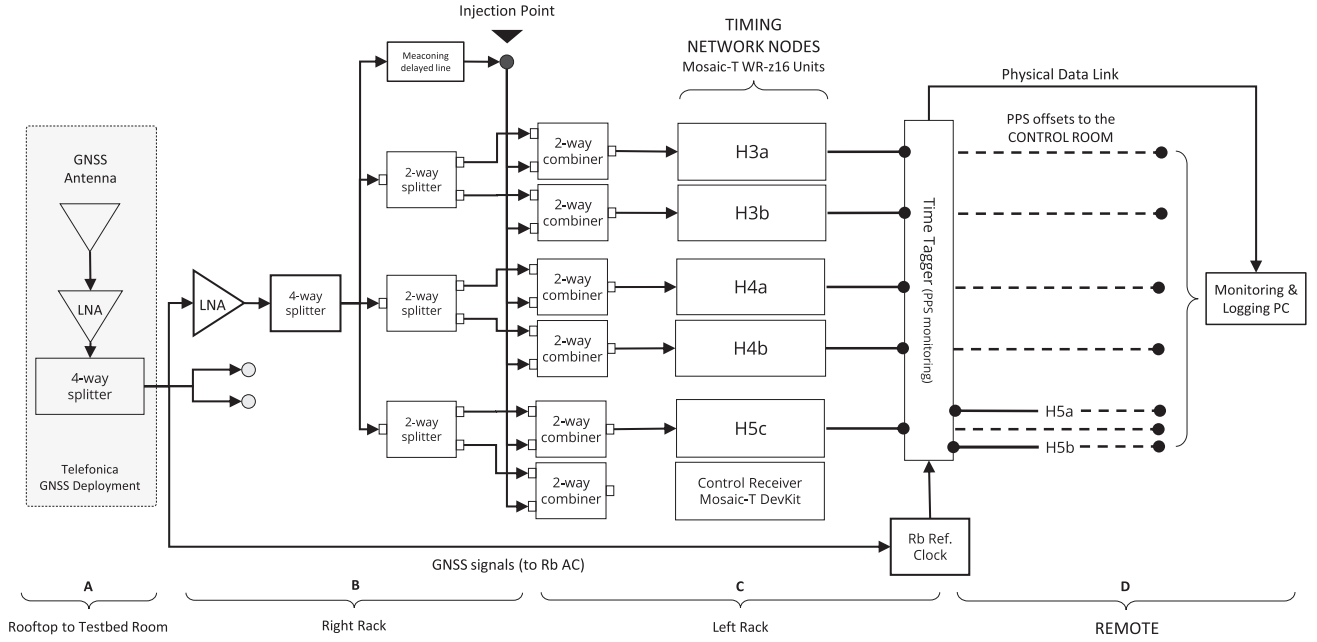 Injection Point
TIMING
NETWORK NODES
Mosaic-T WR-z16 Units
Meaconing
delayed line
Physical Data Link
PPS offsets to the
CONTROL ROOM
GNSS
Antenna
LNA
4-way
splitter
Telefonica
GNSS Deployment
LNA
4-way
splitter
2-way
splitter
2-way
splitter
2-way
splitter
2-way
combiner
2-way
combiner
2-way
combiner
2-way
combiner
2-way
combiner
2-way
combiner
H3a
H3b
H4a
H4b
H5c
Control Receiver
Mosaic-T DevKit
Time Tagger (PPS monitoring)
H5a
H5b
Monitoring &
Logging PC
Rb Ref.
Clock
GNSS signals (to Rb AC)
A
B
C
D
Rooftop to Testbed Room
Right Rack
Left Rack
REMOTE